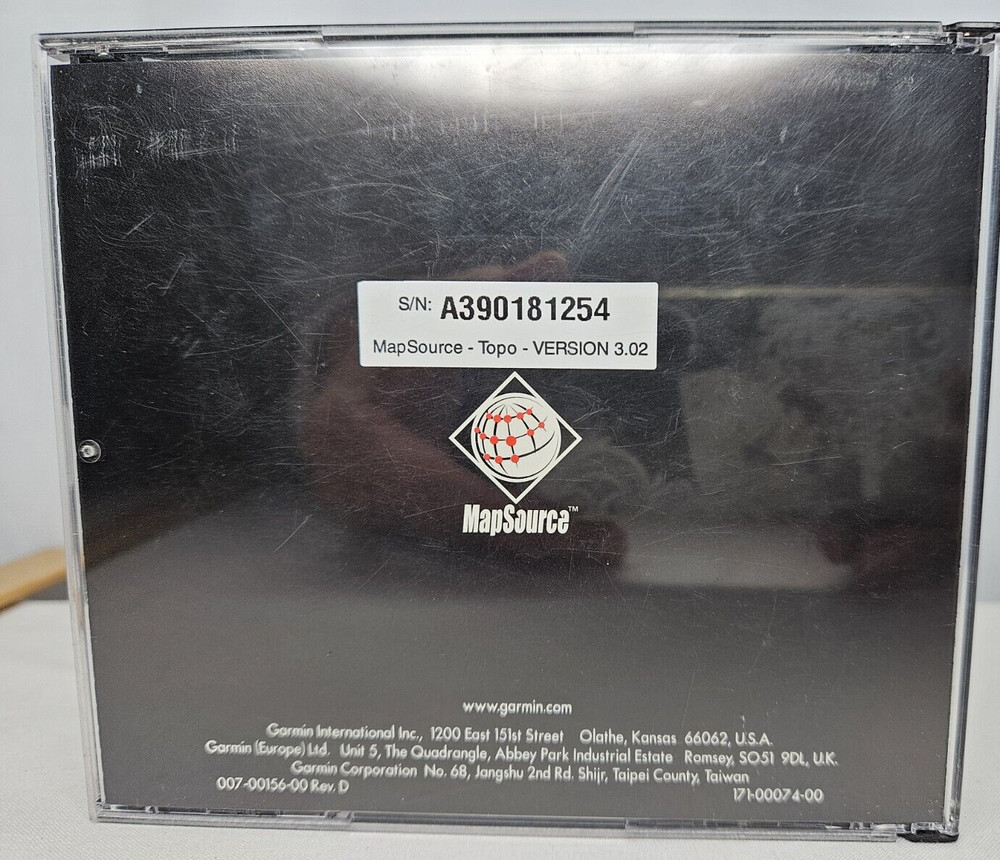 S/N: A390181254
MapSource - Topo - VERSION 3.02
MapSource™
www.garmin.com
Garmin International Inc., 1200 East 151st Street Olathe, Kansas 66062, U.S.A.
Garmin (Europe) Ltd. Unit 5, The Quadrangle, Abbey Park Industrial Estate Romsey, SO51 9DL, U.K.
Garmin Corporation No. 68, Jangshu 2nd Rd. Shijr, Taipei County, Taiwan
007-00156-00 Rev. D 171-00074-00